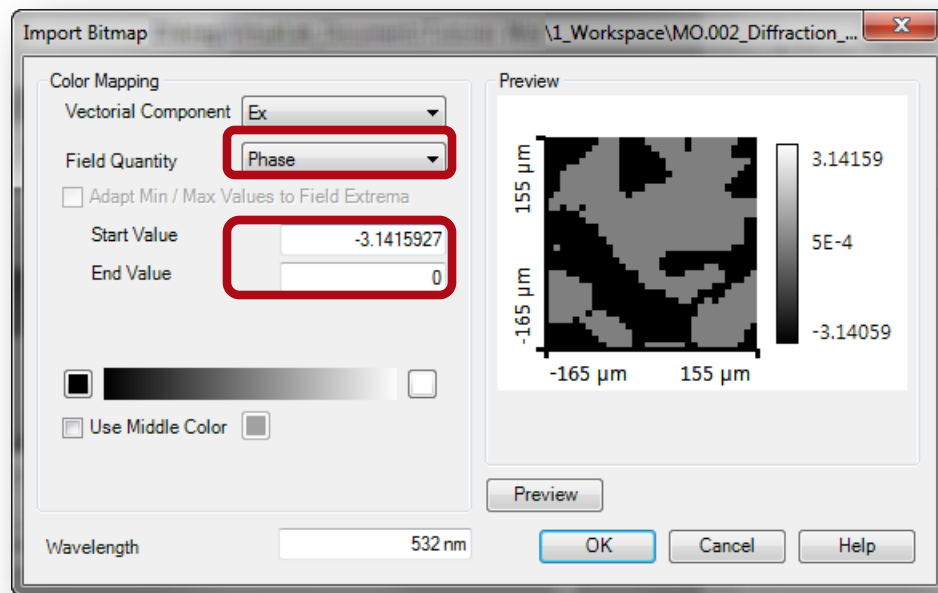 Import Bitmap \1_Workspace\MO.002_Diffraction_...
Color Mapping
Vectorial Component Ex
Field Quantity Phase
Adapt Min / Max Values to Field Extrema
Start Value -3.1415927
End Value 0
Use Middle Color
Preview
155 µm
-165 µm
-165 µm 155 µm
3.14159
5E-4
-3.14059
Preview
Wavelength 532 nm
OK Cancel Help